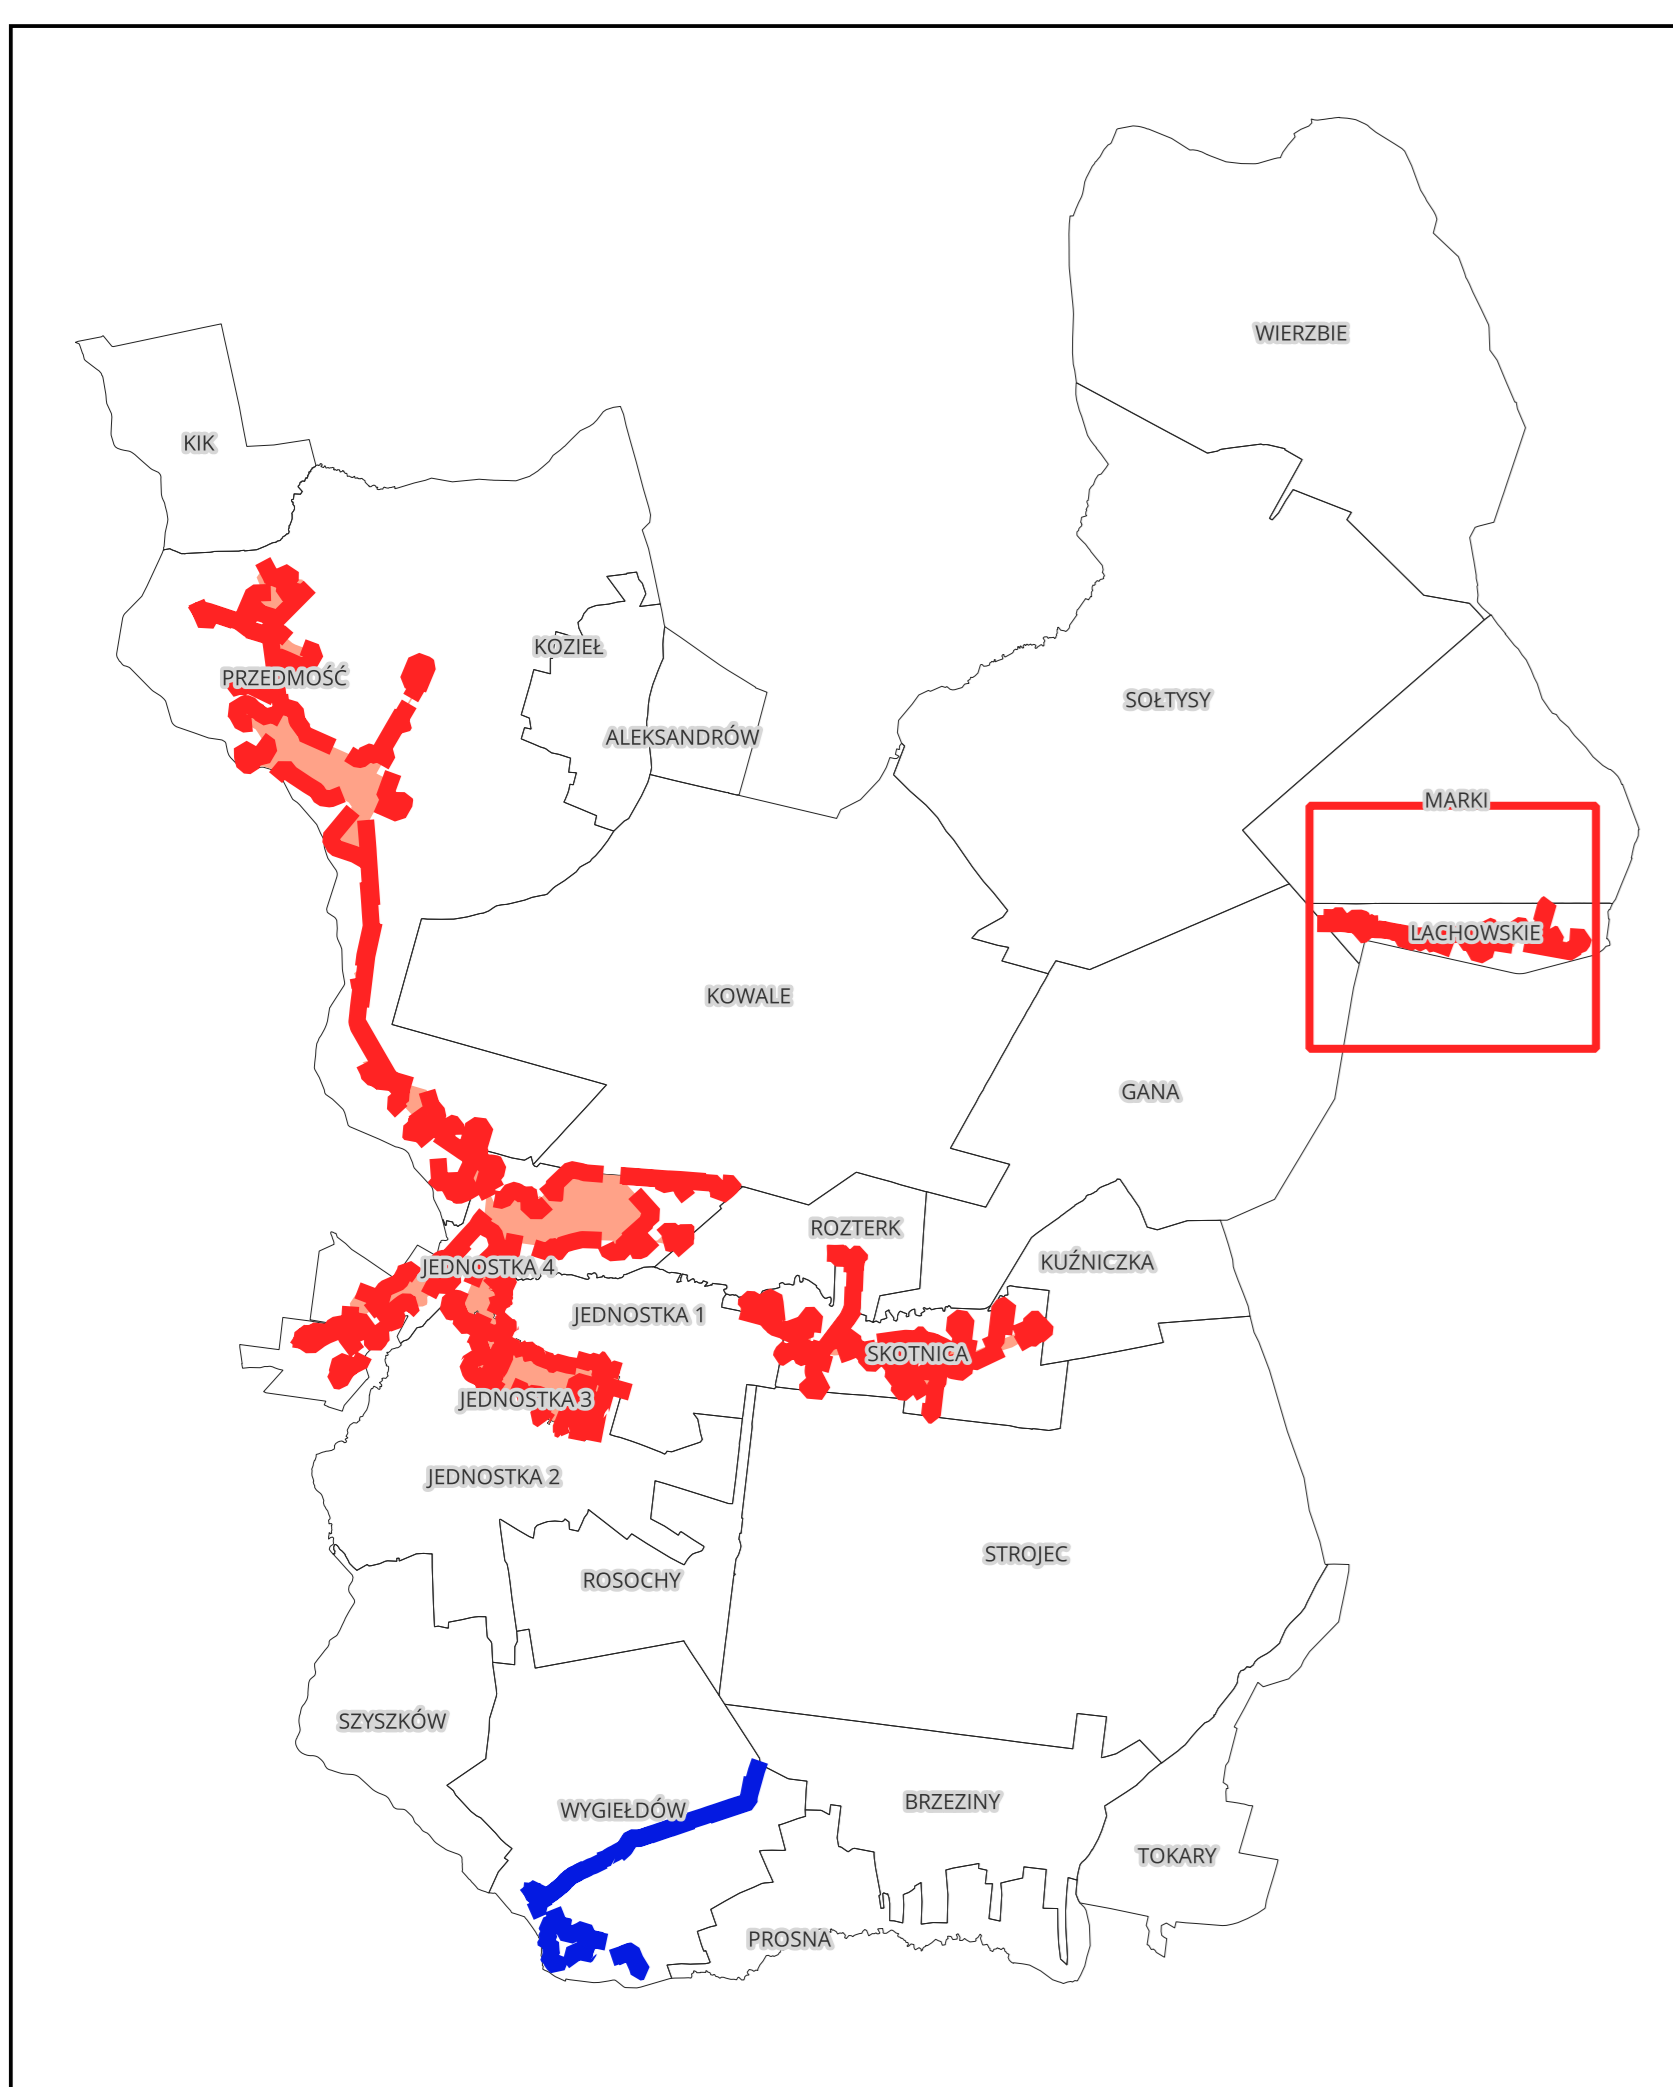 WIERZBIE
KIK
KOZIEŁ
PRZEDMOŚĆ
SOŁTYSY
ALEKSANDRÓW
MARKI
LACHOWSKIE
KOWALE
GANA
ROZTERK
KUŹNICZKA
JEDNOSTKA 4
JEDNOSTKA 1
SKOTNICA
JEDNOSTKA 3
JEDNOSTKA 2
STROJEC
ROSOCHY
SZYSZKÓW
BRZEZINY
WYGIEŁDÓW
TOKARY
PROSNA